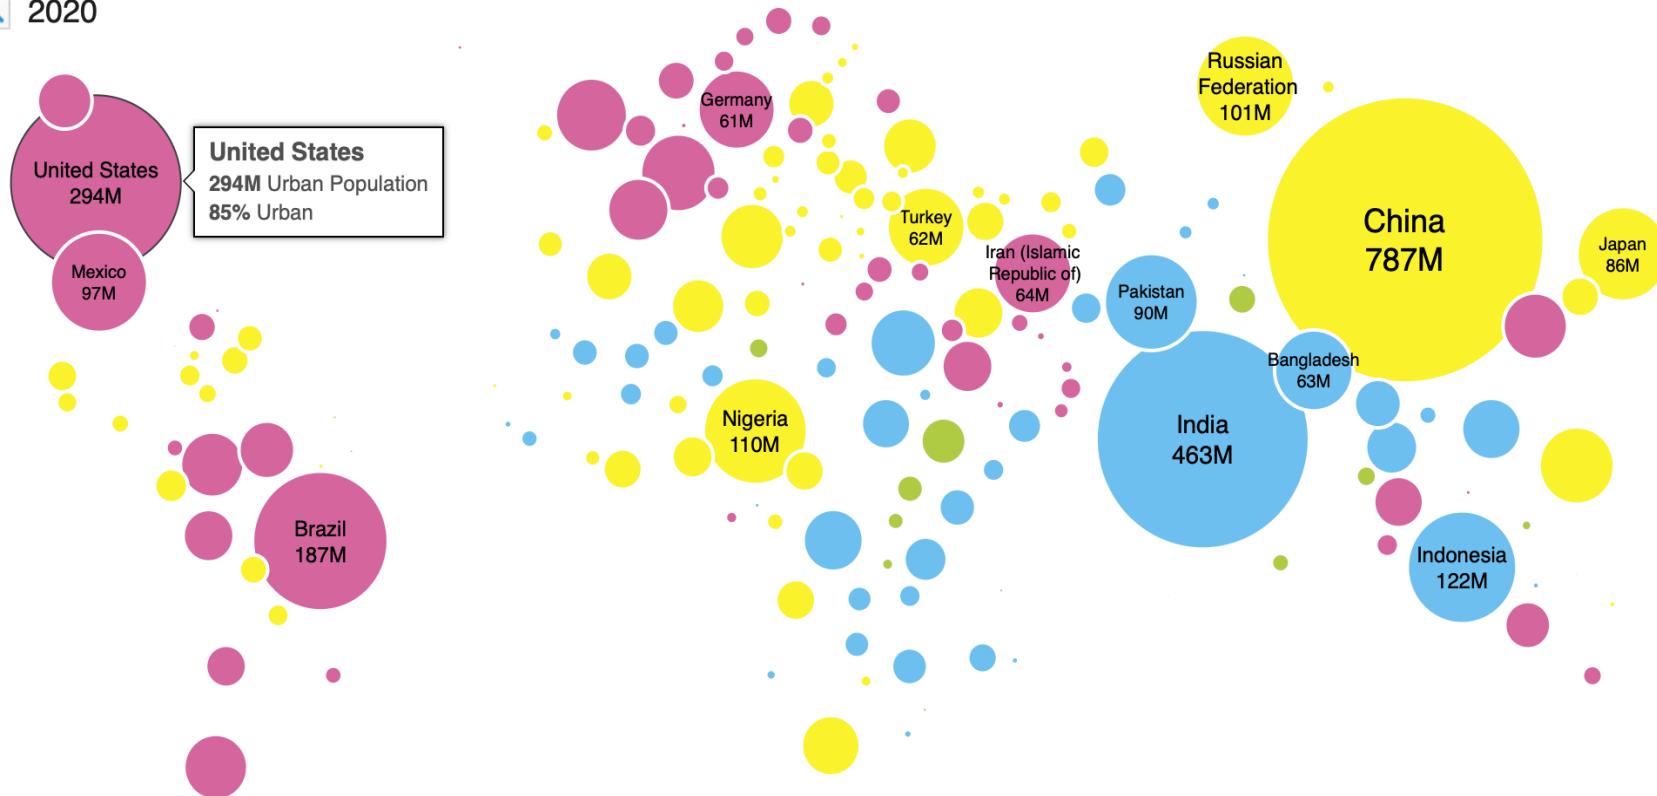 2020
United States
294M
United States
294M Urban Population
85% Urban
Mexico
97M
Brazil
187M
Germany
61M
Turkey
62M
Iran (Islamic
Republic of)
64M
Nigeria
110M
Russian
Federation
101M
China
787M
Japan
86M
Pakistan
90M
Bangladesh
63M
India
463M
Indonesia
122M